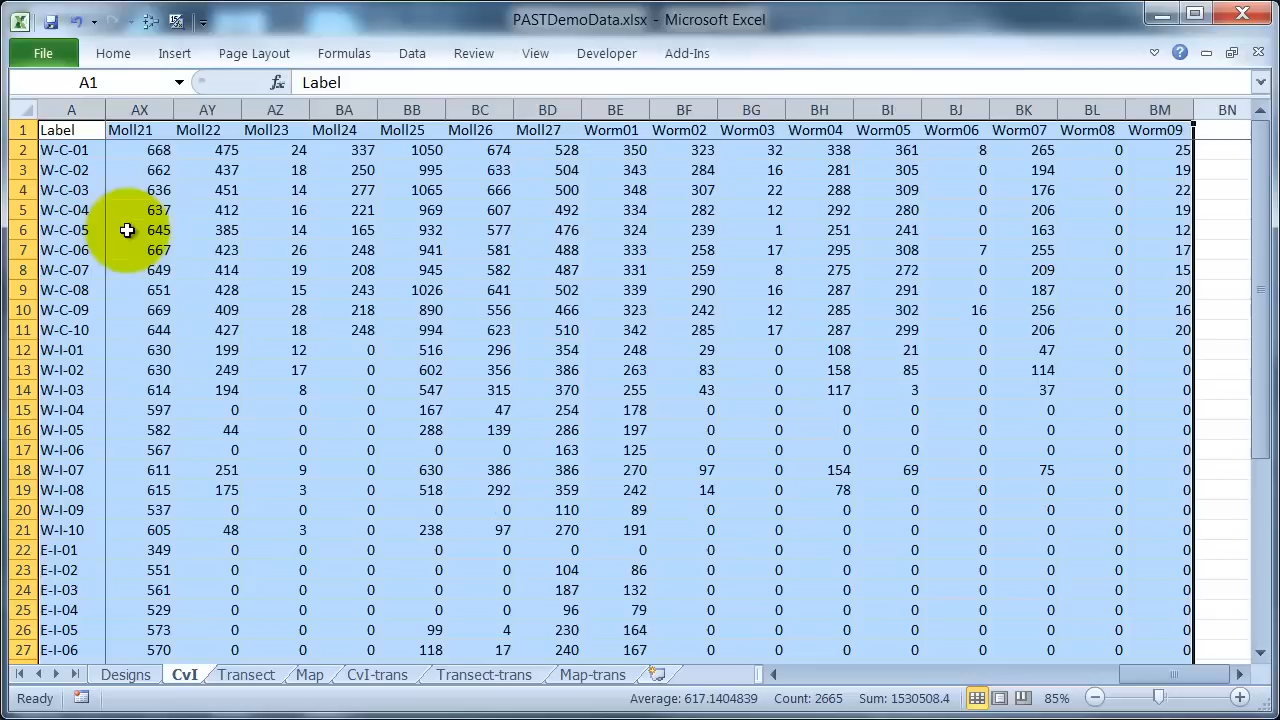 PASTDemoData.xlsx - Microsoft Excel
File Home Insert Page Layout Formulas Data Review View Developer Add-Ins
A1 fx Label
A AX AY AZ BA BB BC BD BE BF BG BH BI BJ BK BL BM BN
1 Label Moll21 Moll22 Moll23 Moll24 Moll25 Moll26 Moll27 Worm01 Worm02 Worm03 Worm04 Worm05 Worm06 Worm07 Worm08 Worm09
2 W-C-01 668 475 24 337 1050 674 528 350 323 32 338 361 8 265 0 25
3 W-C-02 662 437 18 250 995 633 504 343 284 16 281 305 0 194 0 19
4 W-C-03 636 451 14 277 1065 666 500 348 307 22 288 309 0 176 0 22
5 W-C-04 637 412 16 221 969 607 492 334 282 12 292 280 0 206 0 19
6 W-C-05 645 385 14 165 932 577 476 324 239 1 251 241 0 163 0 12
7 W-C-06 667 423 26 248 941 581 488 333 258 17 295 308 7 255 0 17
8 W-C-07 649 414 19 208 945 582 487 331 259 8 275 272 0 209 0 15
9 W-C-08 651 428 15 243 1026 641 502 339 290 16 287 291 0 187 0 20
10 W-C-09 669 409 28 218 890 556 466 323 242 12 285 302 16 256 0 16
11 W-C-10 644 427 18 248 994 623 510 342 285 17 287 299 0 206 0 20
12 W-I-01 630 199 12 0 516 296 354 248 29 0 108 21 0 47 0 0
13 W-I-02 630 249 17 0 602 356 386 263 83 0 158 85 0 114 0 0
14 W-I-03 614 194 8 0 547 315 370 255 43 0 117 3 0 37 0 0
15 W-I-04 597 0 0 0 167 47 254 178 0 0 0 0 0 0 0 0
16 W-I-05 582 44 0 0 288 139 286 197 0 0 0 0 0 0 0 0
17 W-I-06 567 0 0 0 0 0 163 125 0 0 0 0 0 0 0 0
18 W-I-07 611 251 9 0 630 386 386 270 97 0 154 69 0 75 0 0
19 W-I-08 615 175 3 0 518 292 359 242 14 0 78 0 0 0 0 0
20 W-I-09 537 0 0 0 0 0 110 89 0 0 0 0 0 0 0 0
21 W-I-10 605 48 3 0 238 97 270 191 0 0 0 0 0 0 0 0
22 E-I-01 349 0 0 0 0 0 0 0 0 0 0 0 0 0 0 0
23 E-I-02 551 0 0 0 0 0 104 86 0 0 0 0 0 0 0 0
24 E-I-03 561 0 0 0 0 0 187 132 0 0 0 0 0 0 0 0
25 E-I-04 529 0 0 0 0 0 96 79 0 0 0 0 0 0 0 0
26 E-I-05 573 0 0 0 99 4 230 164 0 0 0 0 0 0 0 0
27 E-I-06 570 0 0 0 118 17 240 167 0 0 0 0 0 0 0 0
Designs CvI Transect Map CvI-trans Transect-trans Map-trans
Ready Average: 617.1404839 Count: 2665 Sum: 1530508.4 85%